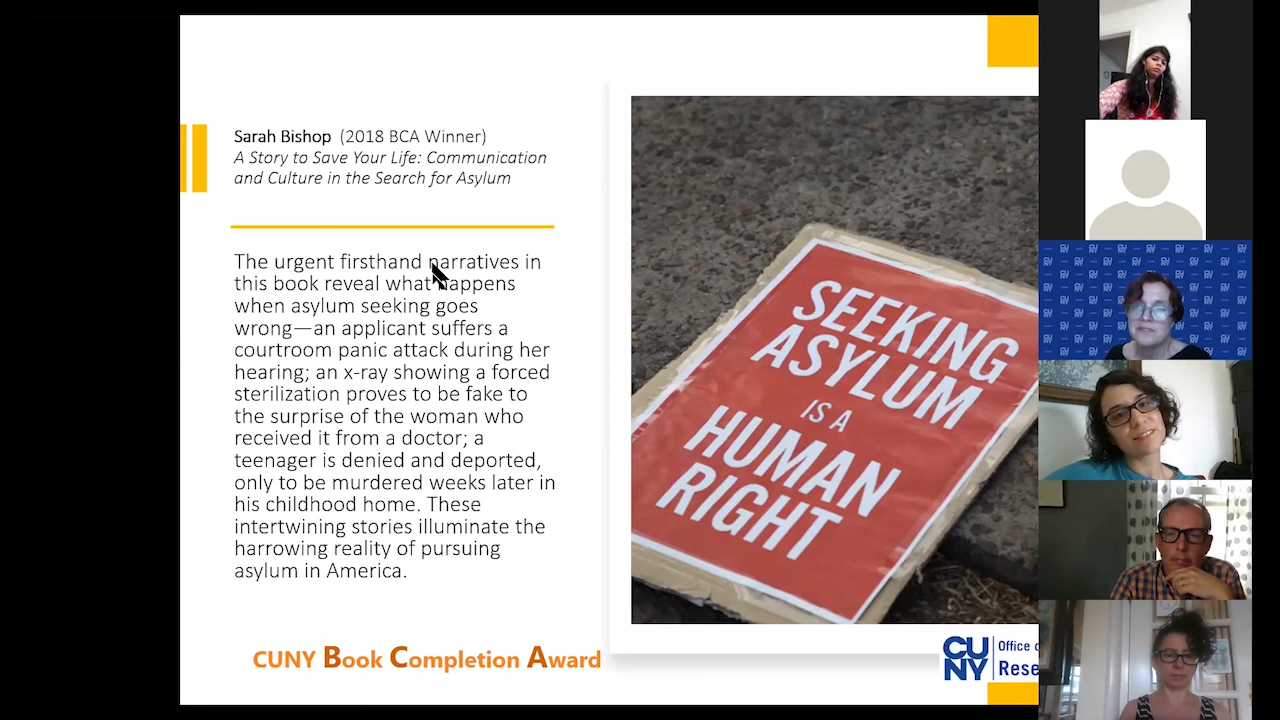 Sarah Bishop (2018 BCA Winner)
A Story to Save Your Life: Communication
and Culture in the Search for Asylum
The urgent firsthand narratives in
this book reveal what happens
when asylum seeking goes
wrong—an applicant suffers a
courtroom panic attack during her
hearing; an x-ray showing a forced
sterilization proves to be fake to
the surprise of the woman who
received it from a doctor; a
teenager is denied and deported,
only to be murdered weeks later in
his childhood home. These
intertwining stories illuminate the
harrowing reality of pursuing
asylum in America.
SEEKING
ASYLUM
IS A
HUMAN
RIGHT
CUNY Book Completion Award
CU
NY
Office o
Rese